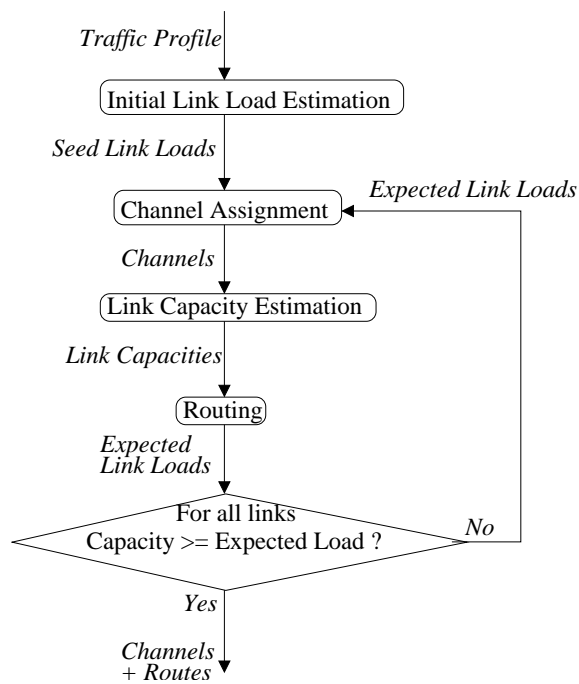 Traffic Profile
Initial Link Load Estimation
Seed Link Loads
Expected Link Loads
Channel Assignment
Channels
Link Capacity Estimation
Link Capacities
Routing
Expected
Link Loads
For all links
Capacity >= Expected Load ?
No
Yes
Channels
+ Routes